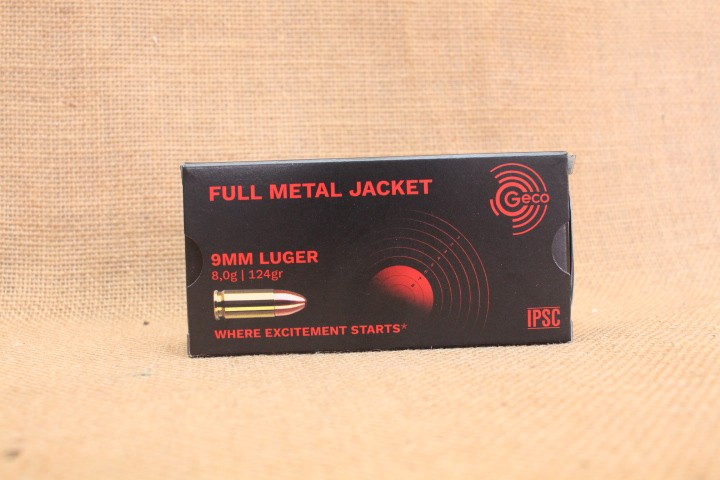 FULL METAL JACKET
Geco
9MM LUGER
8,0g | 124gr
WHERE EXCITEMENT STARTS®
IPSC